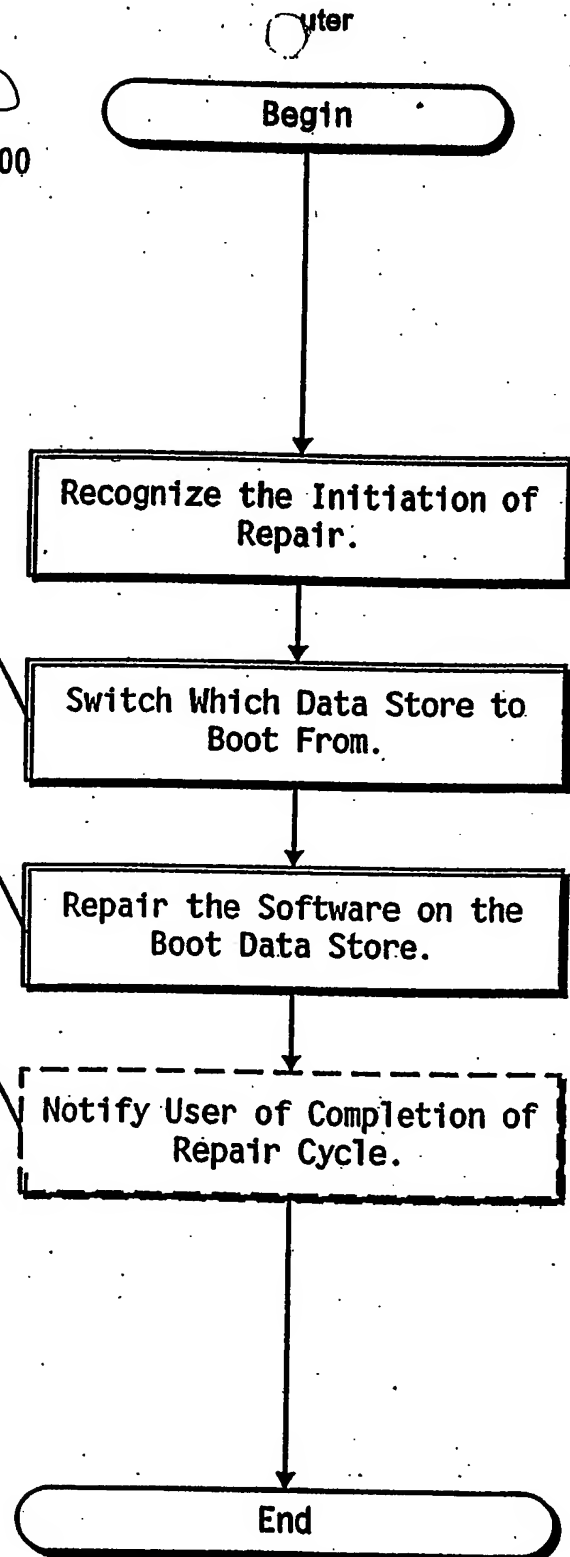 uter
Begin
00
Recognize the Initiation of
Repair.
Switch Which Data Store to
Boot From.
Repair the Software on the
Boot Data Store.
Notify User of Completion of
Repair Cycle.
End